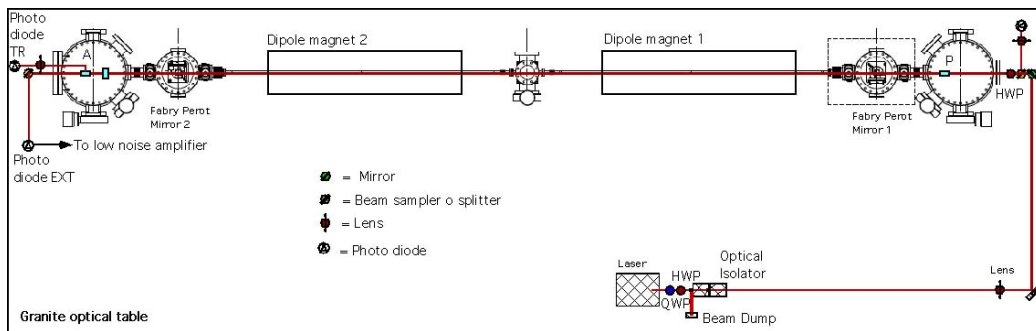 Photo
diode
TR
A
Dipole magnet 2
Dipole magnet 1
P
HWP
Fabry Perot
Mirror 2
Fabry Perot
Mirror 1
To low noise amplifier
Photo
diode EXT
= Mirror
= Beam sampler o splitter
= Lens
= Photo diode
Laser
HWP
QWP
Optical
Isolator
Lens
Beam Dump
Granite optical table